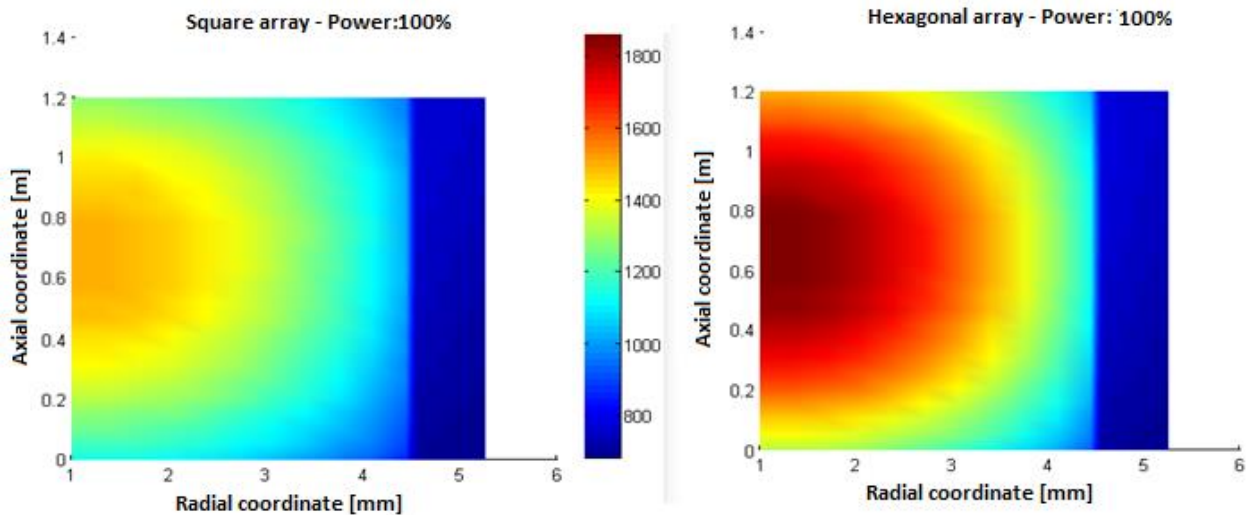 Square array - Power:100%
1.4
1.2
1
0.8
0.6
0.4
0.2
0
Axial coordinate [m]
1 2 3 4 5 6
Radial coordinate [mm]
1800
1600
1400
1200
1000
800
Hexagonal array - Power: 100%
1.4
1.2
1
0.8
0.6
0.4
0.2
0
Axial coordinate [m]
1 2 3 4 5 6
Radial coordinate [mm]